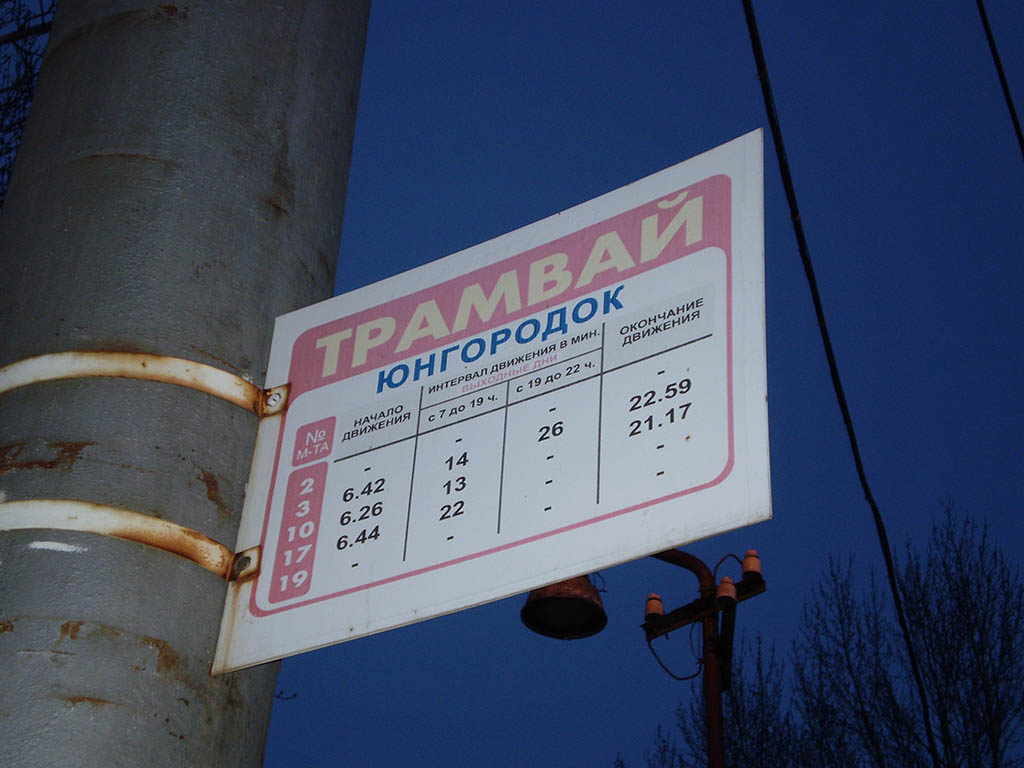 ТРАМВАЙ
ЮНГОРОДОК
№ М-ТА НАЧАЛО ДВИЖЕНИЯ ИНТЕРВАЛ ДВИЖЕНИЯ В МИН. ОКОНЧАНИЕ ДВИЖЕНИЯ
ВЫХОДНЫЕ ДНИ
с 7 до 19 ч. с 19 до 22 ч.
2 - - - -
3 6.42 14 26 22.59
10 6.26 13 - 21.17
17 6.44 22 - -
19 - - - -